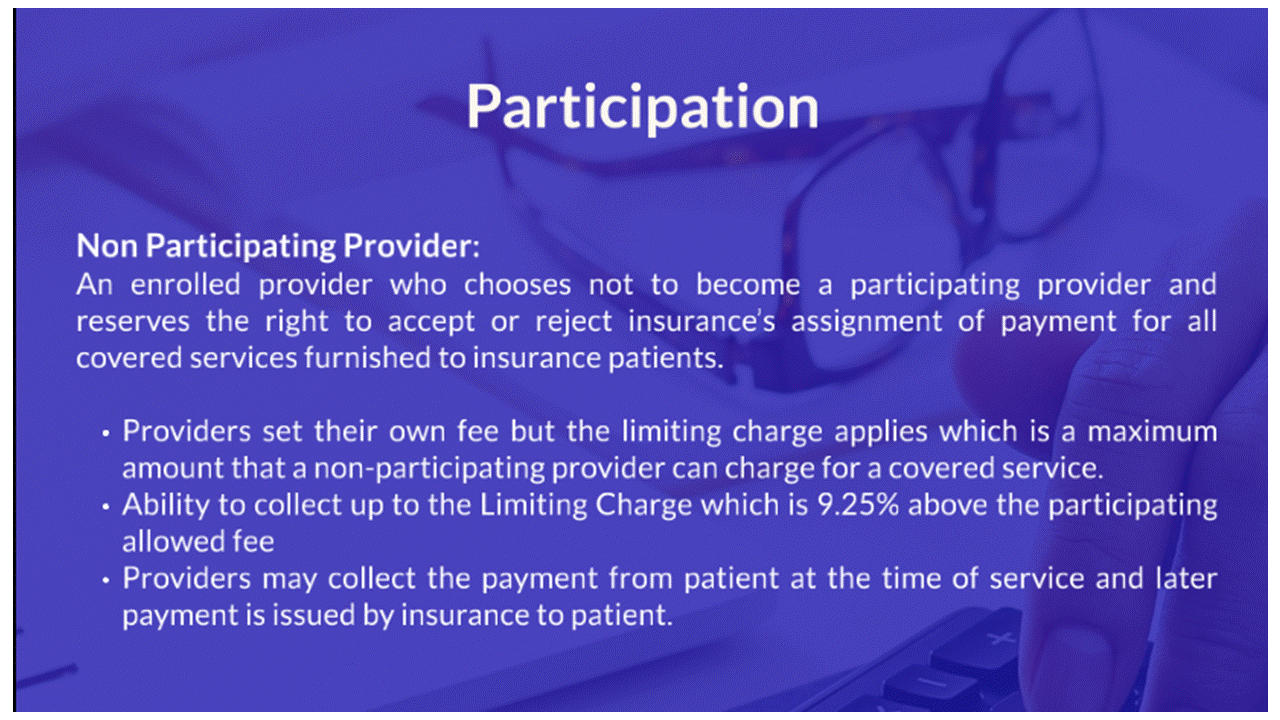 Participation
Non Participating Provider:
An enrolled provider who chooses not to become a participating provider and
reserves the right to accept or reject insurance's assignment of payment for all
covered services furnished to insurance patients.
• Providers set their own fee but the limiting charge applies which is a maximum
amount that a non-participating provider can charge for a covered service.
• Ability to collect up to the Limiting Charge which is 9.25% above the participating
allowed fee
• Providers may collect the payment from patient at the time of service and later
payment is issued by insurance to patient.